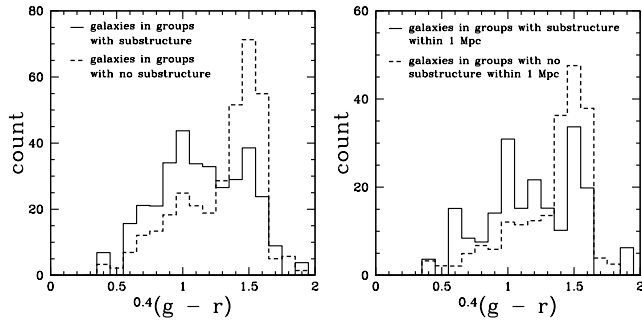 80
60
40
20
0
count
galaxies in groups
with substructure
galaxies in groups
with no substructure
0 0.5 1 1.5 2
0.4(g − r)
60
40
20
0
count
galaxies in groups with substructure
within 1 Mpc
galaxies in groups with no
substructure within 1 Mpc
0 0.5 1 1.5 2
0.4(g − r)